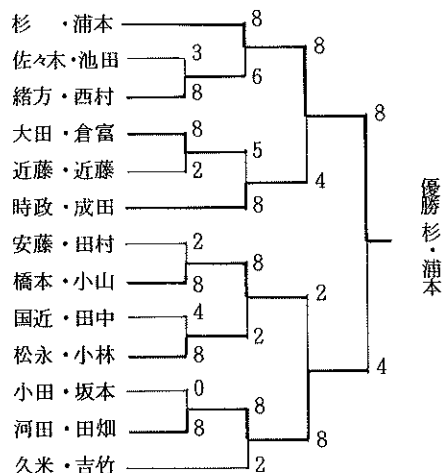 杉・浦本
佐々木・池田
緒方・西村
大田・倉富
近藤・近藤
時政・成田
安藤・田村
橋本・小山
国近・田中
松永・小林
小田・坂本
河田・田畑
久米・吉竹
3
8
8
2
2
8
4
8
0
8
8
6
5
8
8
2
8
2
8
4
2
8
8
4
優勝 杉・浦本